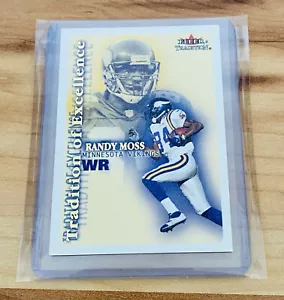 FLEER
TRADITION
Tradition of Excellence
RANDY MOSS
MINNESOTA VIKINGS
WR